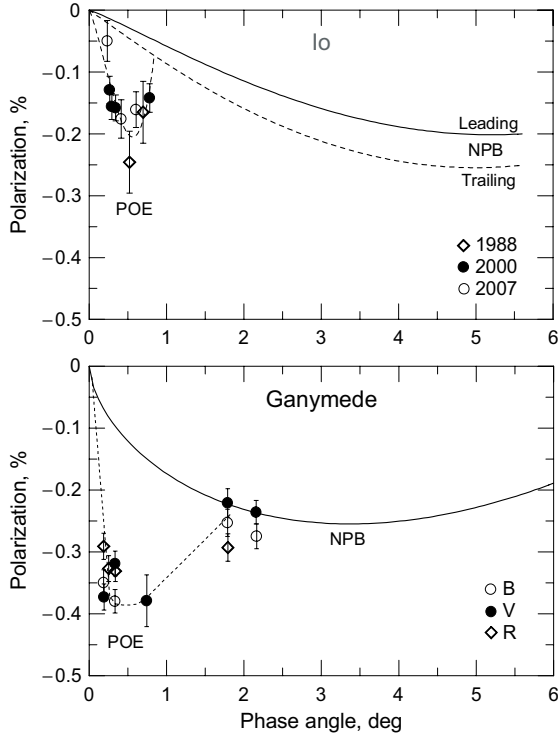 Io
0
−0.1
−0.2
−0.3
−0.4
−0.5
Polarization, %
Leading
NPB
Trailing
POE
1988
2000
2007
0 1 2 3 4 5 6
Ganymede
0
−0.1
−0.2
−0.3
−0.4
−0.5
Polarization, %
NPB
POE
B
V
R
0 1 2 3 4 5 6
Phase angle, deg